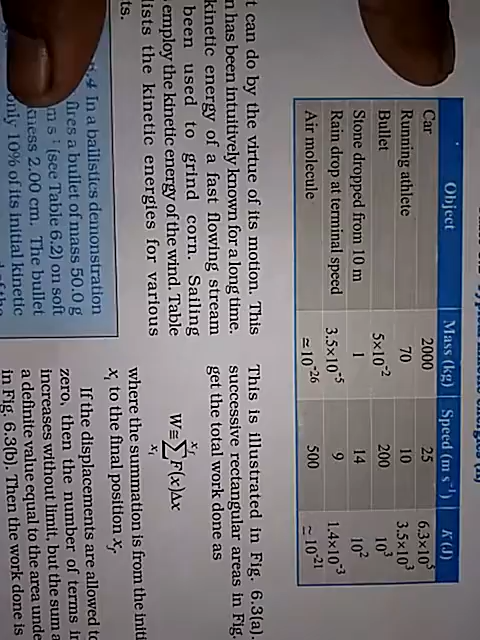 Object Mass (kg) Speed (m s⁻¹) K (J)
Car 2000 25 6.3×10⁵
Running athlete 70 10 3.5×10³
Bullet 5×10⁻² 200 10³
Stone dropped from 10 m 1 14 10²
Rain drop at terminal speed 3.5×10⁻⁵ 9 1.4×10⁻³
Air molecule ≃10⁻²⁶ 500 ≃10⁻²¹
can do by the virtue of its motion. This
has been intuitively known for a long time.
kinetic energy of a fast flowing stream
been used to grind corn. Sailing
employ the kinetic energy of the wind. Table
lists the kinetic energies for various
In a ballistics demonstration
fires a bullet of mass 50.0 g
(see Table 6.2) on soft
2.00 cm. The bullet
only 10% of its initial kinetic
This is illustrated in Fig. 6.3(a).
successive rectangular areas in Fig.
get the total work done as
W≅∑F(x)Δx
where the summation is from the
xᵢ to the final position x_f.
If the displacements are allowed
zero, then the number of terms
increases without limit, but the sum
a definite value equal to the area
in Fig. 6.3(b). Then the work done is